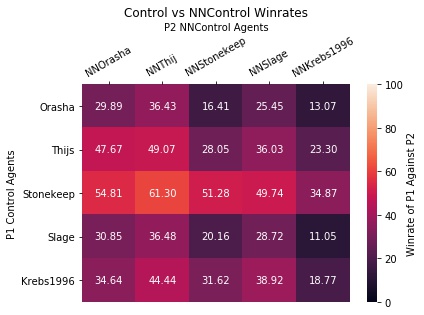 Control vs NNControl Winrates
P2 NNControl Agents
NNOrasha NNThij NNStonekeep NNSlage NNKrebs1996
P1 Control Agents
Orasha 29.89 36.43 16.41 25.45 13.07
Thijs 47.67 49.07 28.05 36.03 23.30
Stonekeep 54.81 61.30 51.28 49.74 34.87
Slage 30.85 36.48 20.16 28.72 11.05
Krebs1996 34.64 44.44 31.62 38.92 18.77
100
80
60
40
20
0
Winrate of P1 Against P2